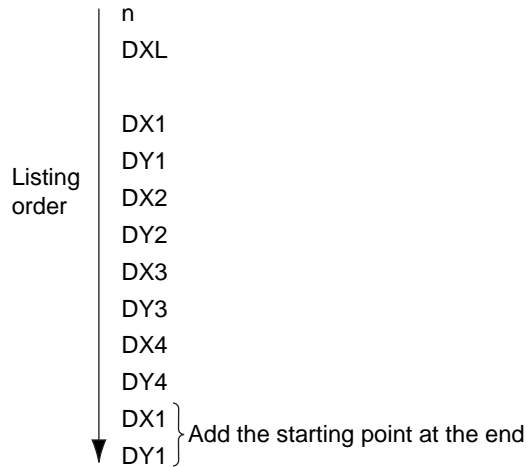 n
DXL
DX1
DY1
Listing
order
DX2
DY2
DX3
DY3
DX4
DY4
DX1
DY1
Add the starting point at the end